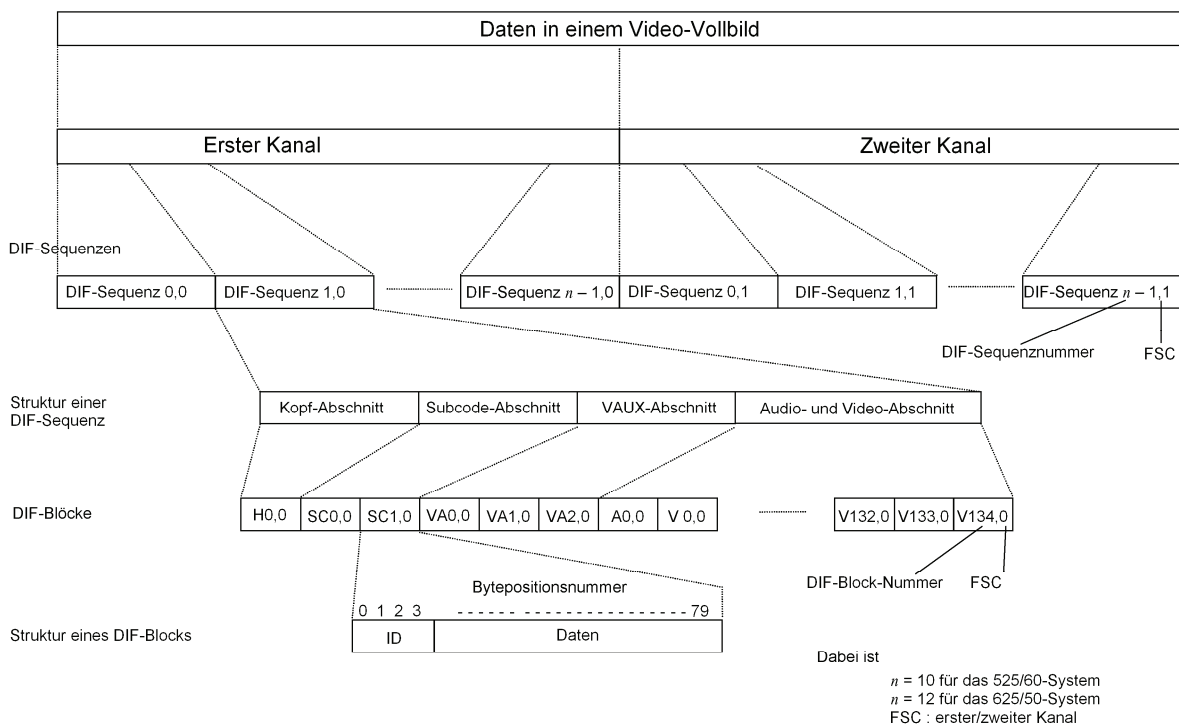 Daten in einem Video-Vollbild
Erster Kanal
Zweiter Kanal
DIF-Sequenzen
DIF-Sequenz 0,0
DIF-Sequenz 1,0
DIF-Sequenz n – 1,0
DIF-Sequenz 0,1
DIF-Sequenz 1,1
DIF-Sequenz n – 1,1
DIF-Sequenznummer
FSC
Struktur einer
DIF-Sequenz
Kopf-Abschnitt
Subcode-Abschnitt
VAUX-Abschnitt
Audio- und Video-Abschnitt
DIF-Blöcke
H0,0
SC0,0
SC1,0
VA0,0
VA1,0
VA2,0
A0,0
V 0,0
V132,0
V133,0
V134,0
DIF-Block-Nummer
FSC
Bytepositionsnummer
0 1 2 3 - - - - - - - - - - - - - - - - - - - - - - - 79
Struktur eines DIF-Blocks
ID
Daten
Dabei ist
n = 10 für das 525/60-System
n = 12 für das 625/50-System
FSC : erster/zweiter Kanal